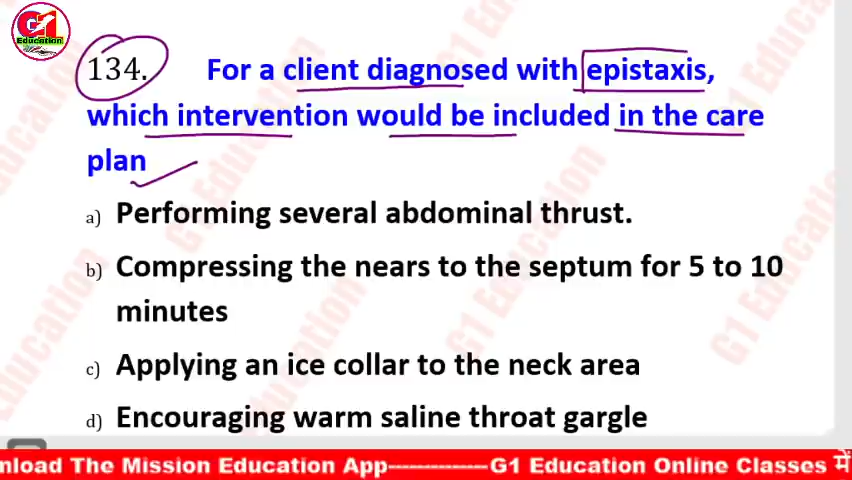 G1
Education
134. For a client diagnosed with epistaxis,
which intervention would be included in the care
plan
a) Performing several abdominal thrust.
b) Compressing the nears to the septum for 5 to 10
minutes
c) Applying an ice collar to the neck area
d) Encouraging warm saline throat gargle
nload The Mission Education App---------------G1 Education Online Classes में